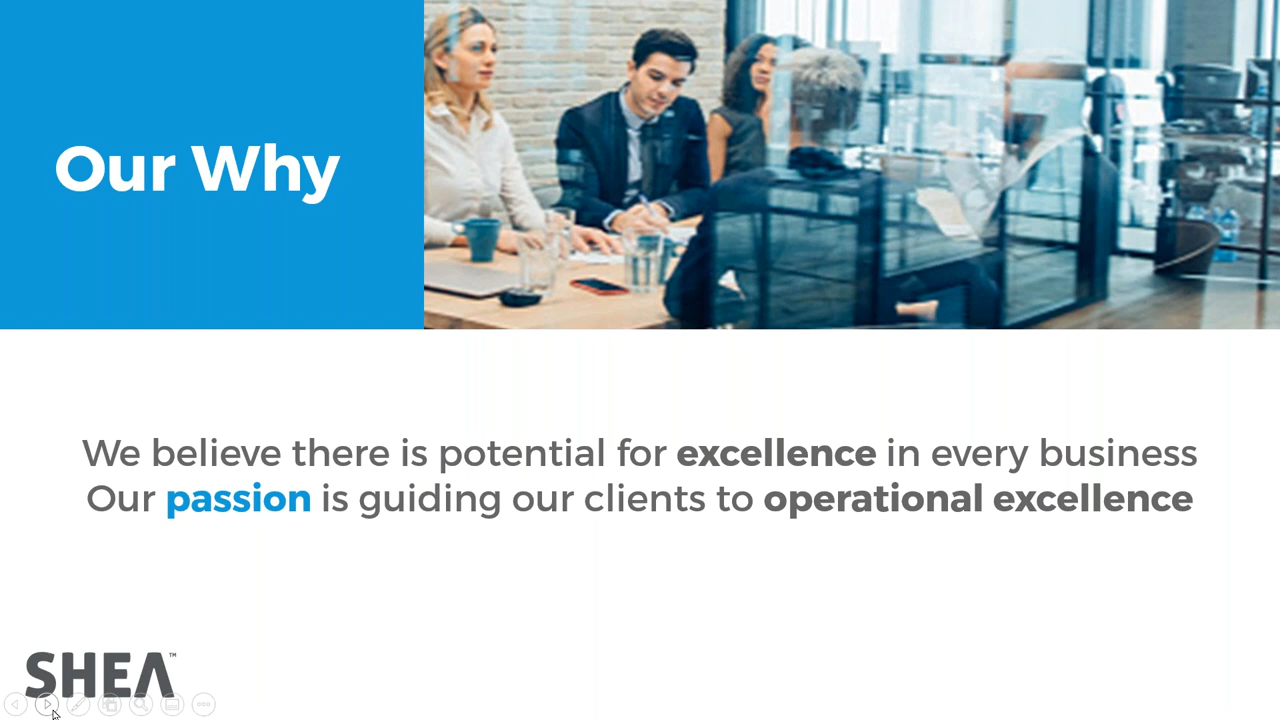 Our Why
We believe there is potential for excellence in every business
Our passion is guiding our clients to operational excellence
SHEA™